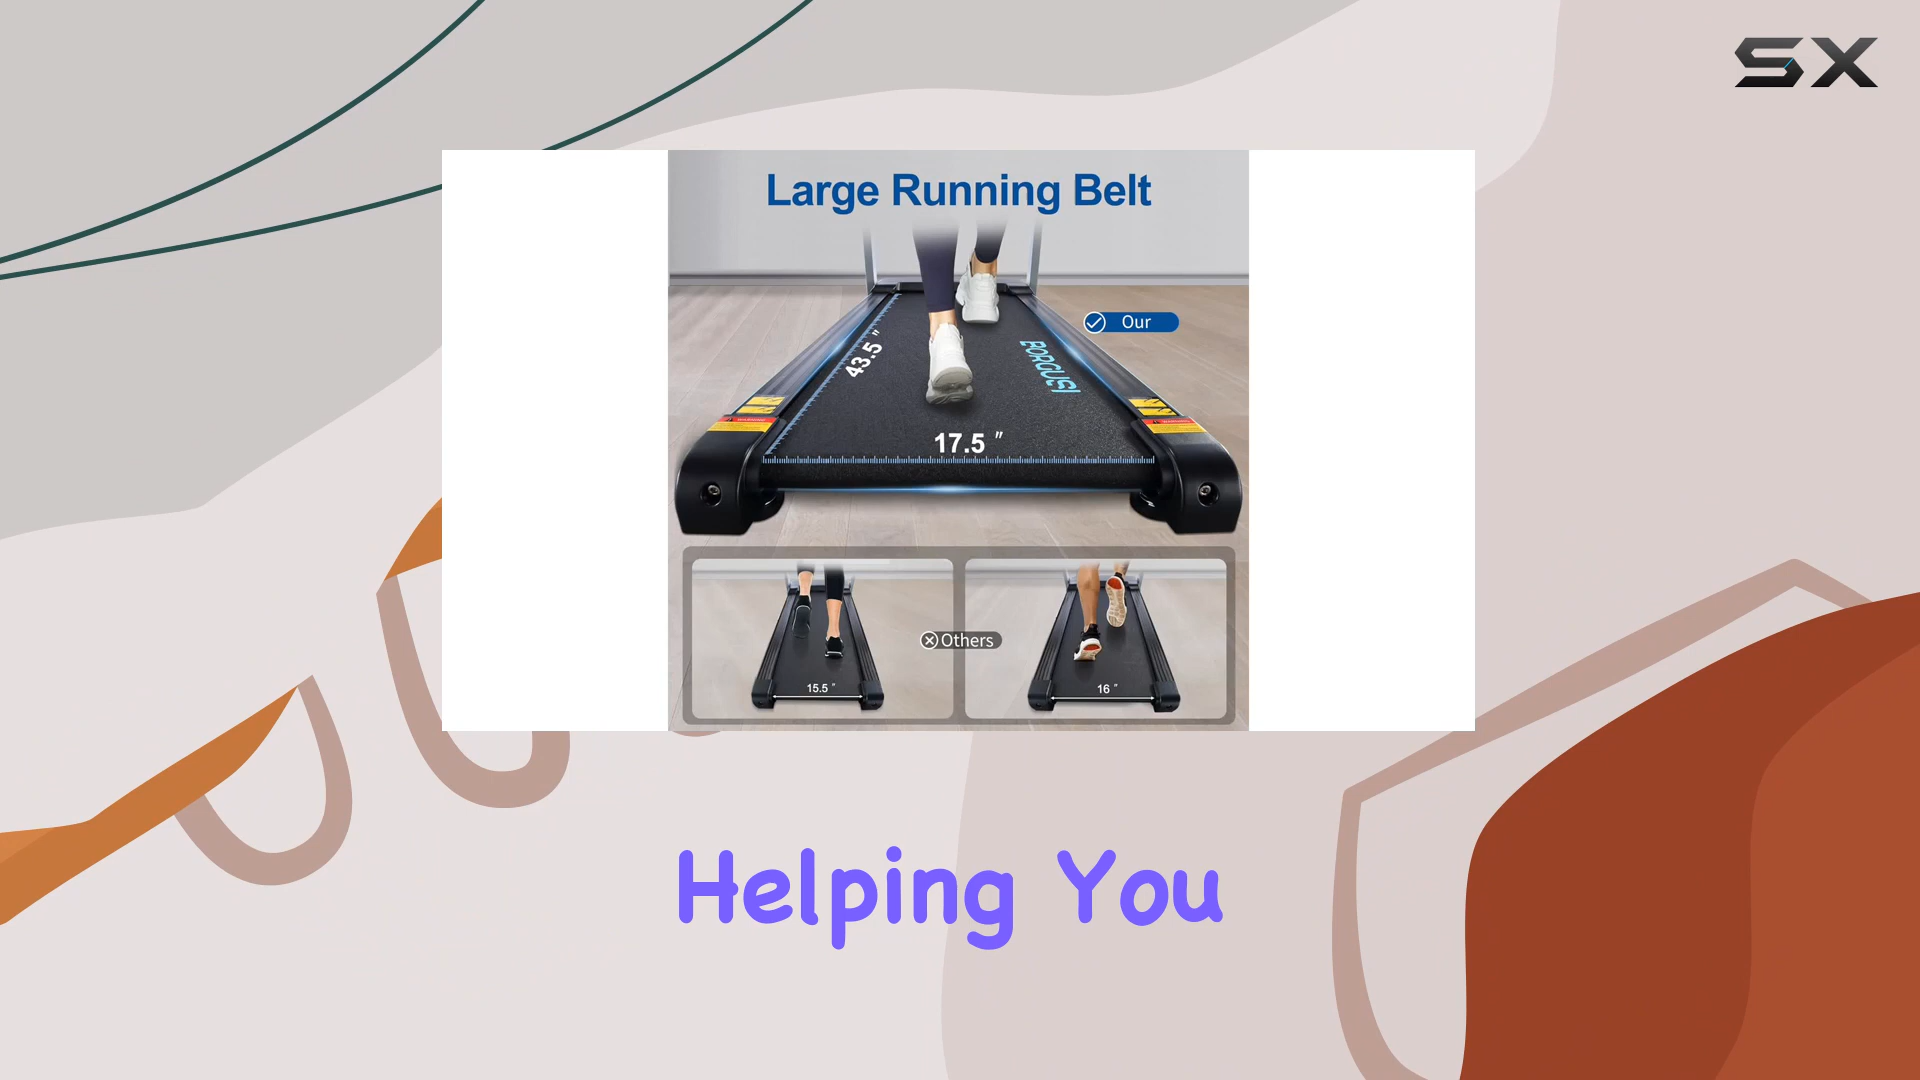 SX
Large Running Belt
Our
43.5 "
BORGUSI
17.5 "
Others
15.5 "
16 "
Helping You